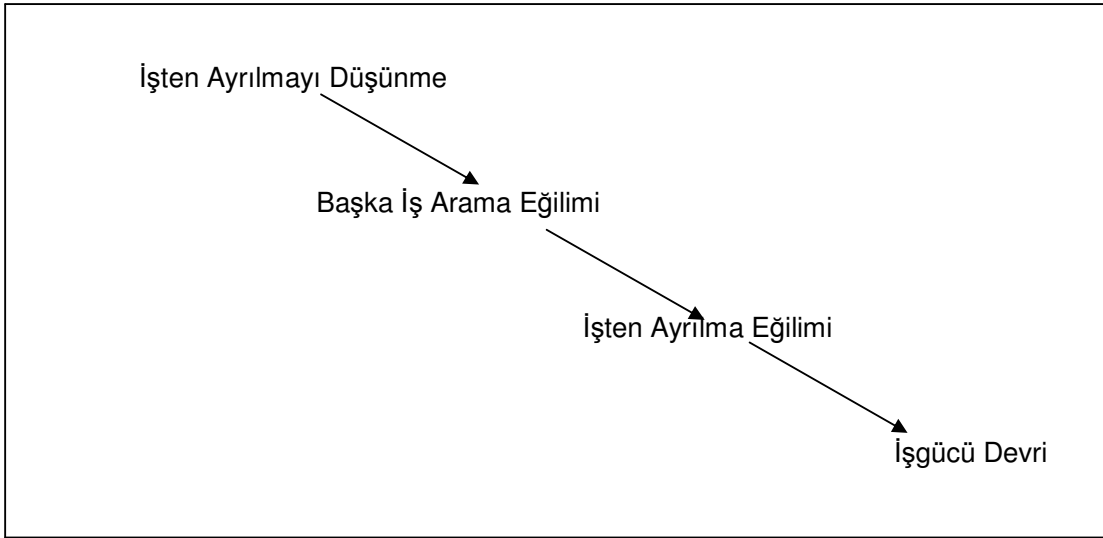 İşten Ayrılmayı Düşünme
Başka İş Arama Eğilimi
İşten Ayrılma Eğilimi
İşgücü Devri